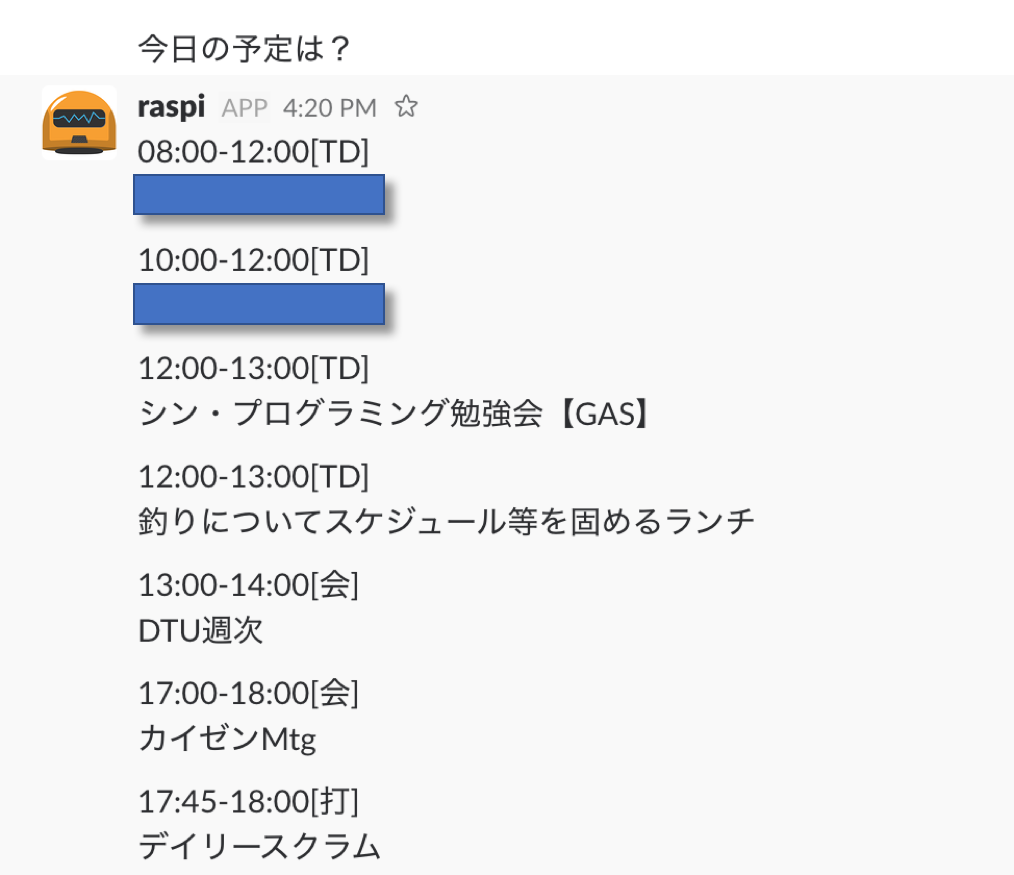 今日の予定は？
raspi APP 4:20 PM
08:00-12:00[TD]
10:00-12:00[TD]
12:00-13:00[TD]
シン・プログラミング勉強会【GAS】
12:00-13:00[TD]
釣りについてスケジュール等を固めるランチ
13:00-14:00[会]
DTU週次
17:00-18:00[会]
カイゼンMtg
17:45-18:00[打]
デイリースクラム